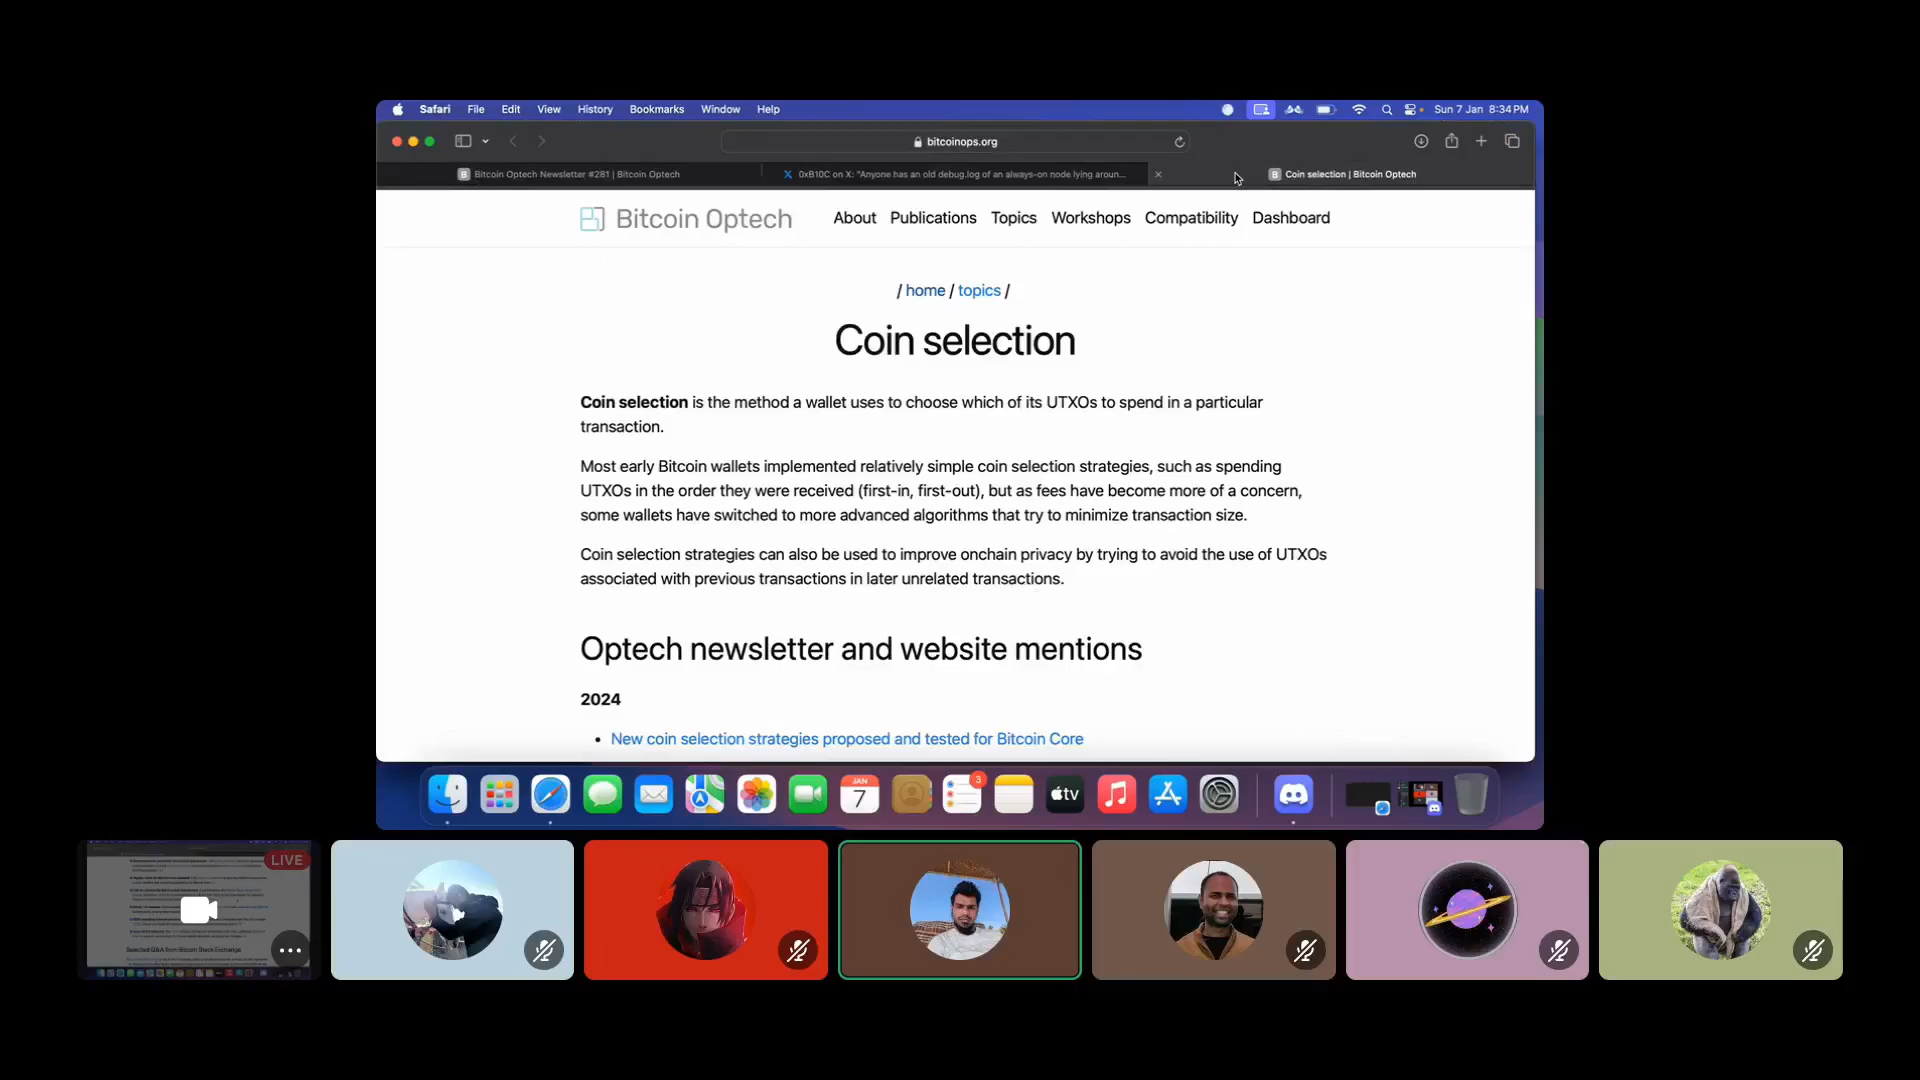 Safari File Edit View History Bookmarks Window Help Sun 7 Jan 8:34 PM
bitcoinops.org
Bitcoin Optech Newsletter #281 | Bitcoin Optech
0xB10C on X: "Anyone has an old debug.log of an always-on node lying aroun...
Coin selection | Bitcoin Optech
Bitcoin Optech About Publications Topics Workshops Compatibility Dashboard
/ home / topics /
Coin selection
Coin selection is the method a wallet uses to choose which of its UTXOs to spend in a particular
transaction.
Most early Bitcoin wallets implemented relatively simple coin selection strategies, such as spending
UTXOs in the order they were received (first-in, first-out), but as fees have become more of a concern,
some wallets have switched to more advanced algorithms that try to minimize transaction size.
Coin selection strategies can also be used to improve onchain privacy by trying to avoid the use of UTXOs
associated with previous transactions in later unrelated transactions.
Optech newsletter and website mentions
2024
• New coin selection strategies proposed and tested for Bitcoin Core
JAN
7
3
tv
LIVE
Selected Q&A from Bitcoin Stack Exchange